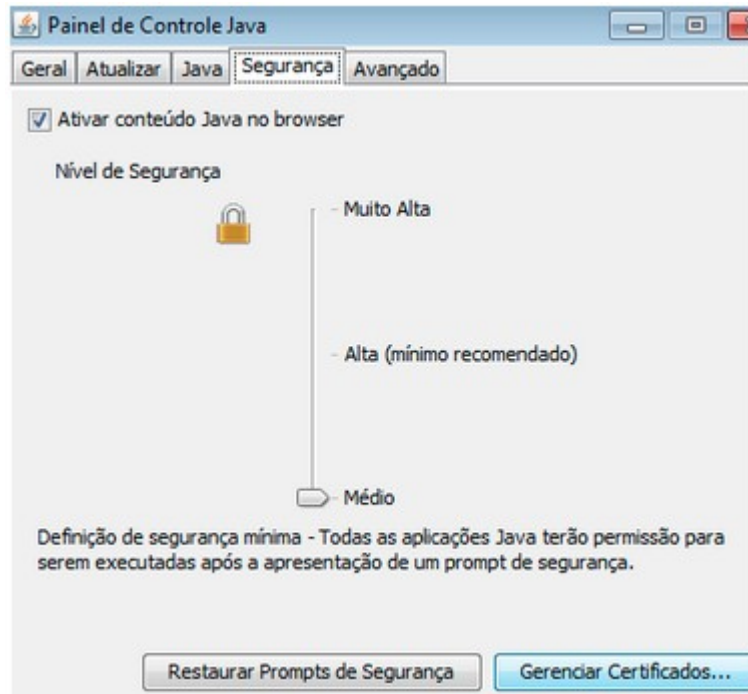 Painel de Controle Java
Geral Atualizar Java Segurança Avançado
Ativar conteúdo Java no browser
Nível de Segurança
Muito Alta
Alta (mínimo recomendado)
Médio
Definição de segurança mínima - Todas as aplicações Java terão permissão para
serem executadas após a apresentação de um prompt de segurança.
Restaurar Prompts de Segurança Gerenciar Certificados...